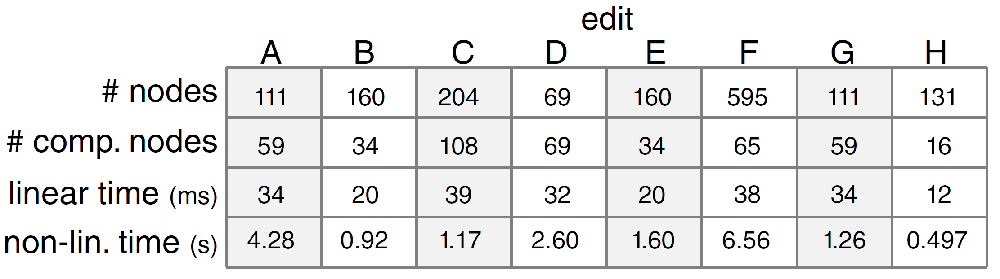 edit
A B C D E F G H
# nodes 111 160 204 69 160 595 111 131
# comp. nodes 59 34 108 69 34 65 59 16
linear time (ms) 34 20 39 32 20 38 34 12
non-lin. time (s) 4.28 0.92 1.17 2.60 1.60 6.56 1.26 0.497